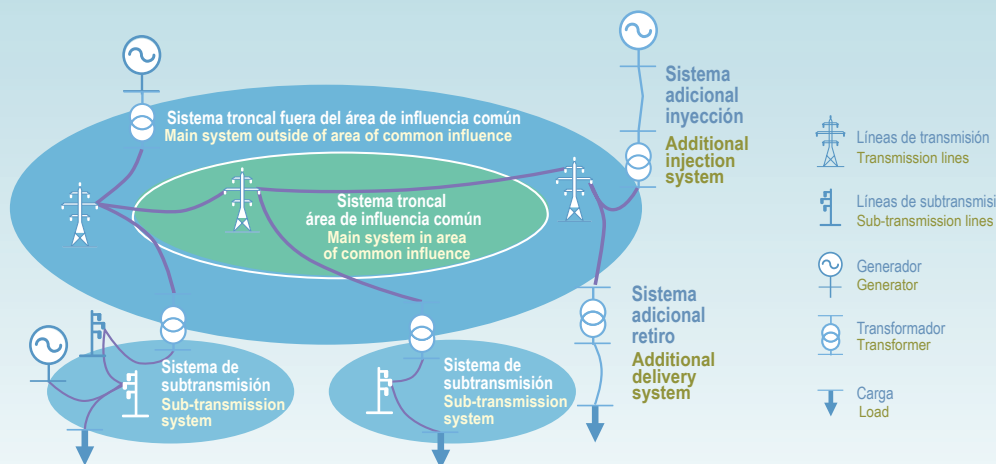 Sistema troncal fuera del área de influencia común
Main system outside of area of common influence
Sistema troncal
área de influencia común
Main system in area
of common influence
Sistema
adicional
inyección
Additional
injection
system
Sistema
adicional
retiro
Additional
delivery
system
Sistema de
subtransmisión
Sub-transmission
system
Sistema de
subtransmisión
Sub-transmission
system
Líneas de transmisión
Transmission lines
Líneas de subtransmisi
Sub-transmission lines
Generador
Generator
Transformador
Transformer
Carga
Load